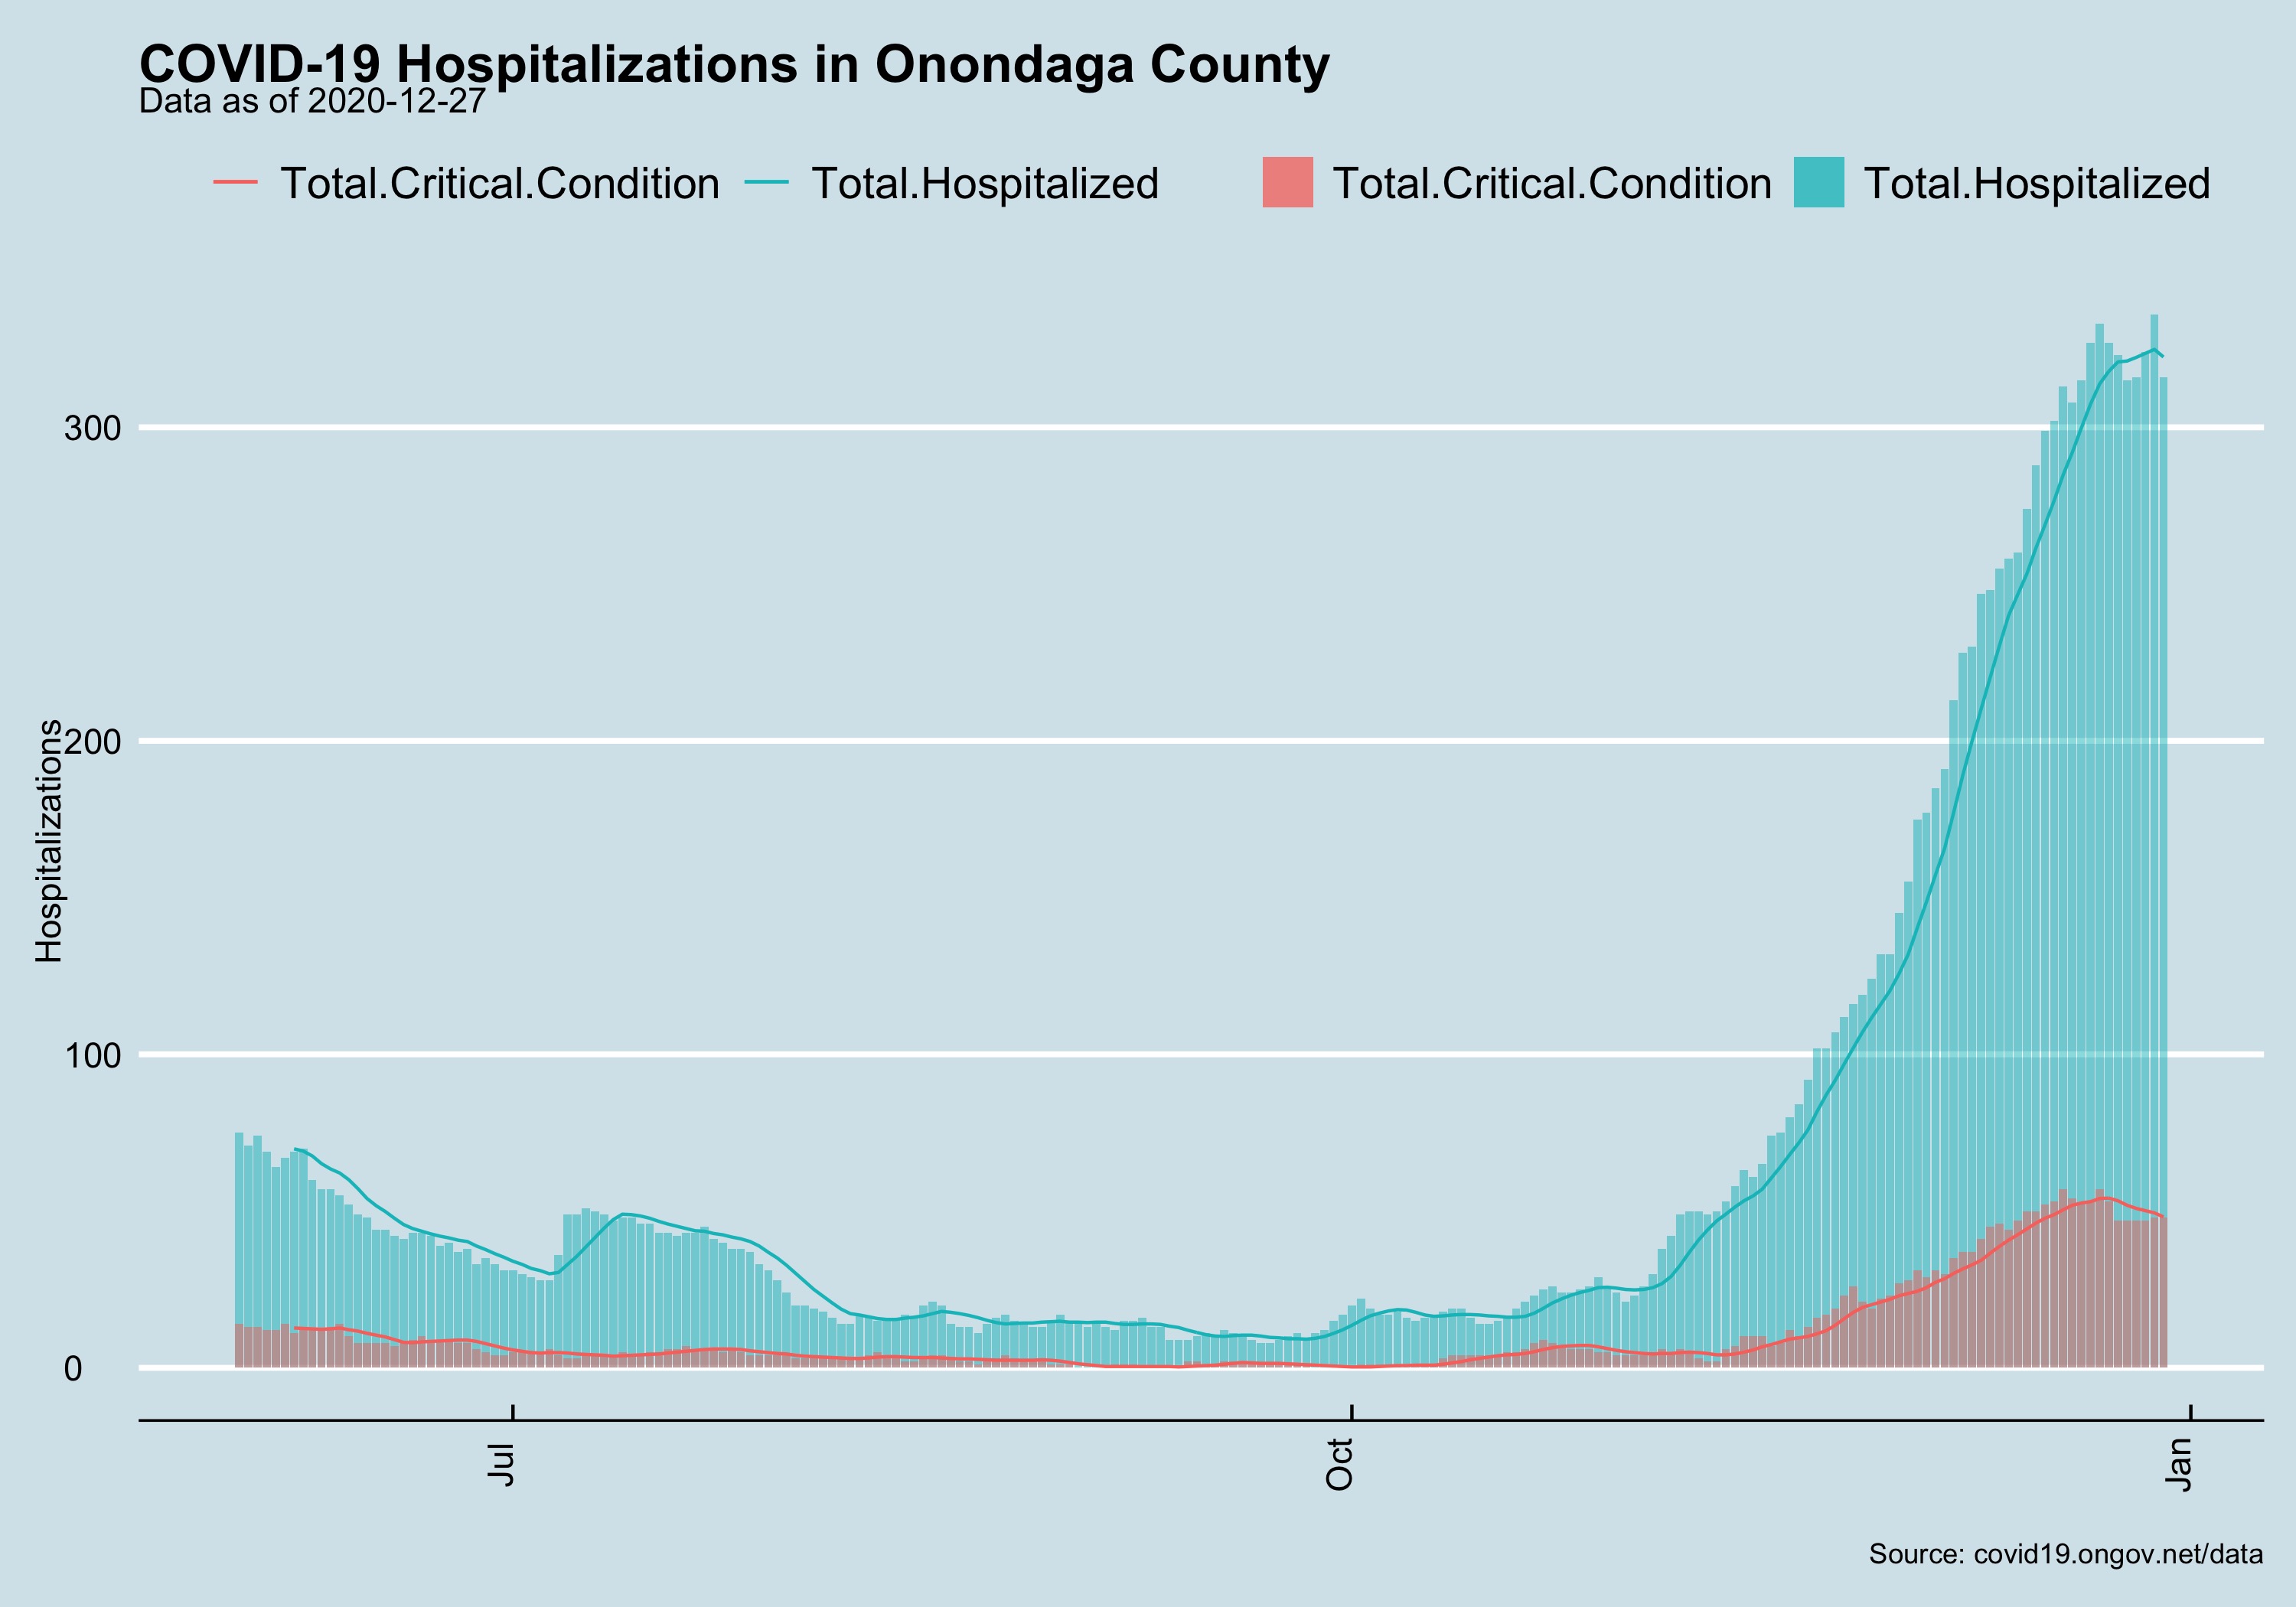 COVID-19 Hospitalizations in Onondaga County
Data as of 2020-12-27
Total.Critical.Condition Total.Hospitalized Total.Critical.Condition Total.Hospitalized
Hospitalizations
300
200
100
0
Jul Oct Jan
Source: covid19.ongov.net/data